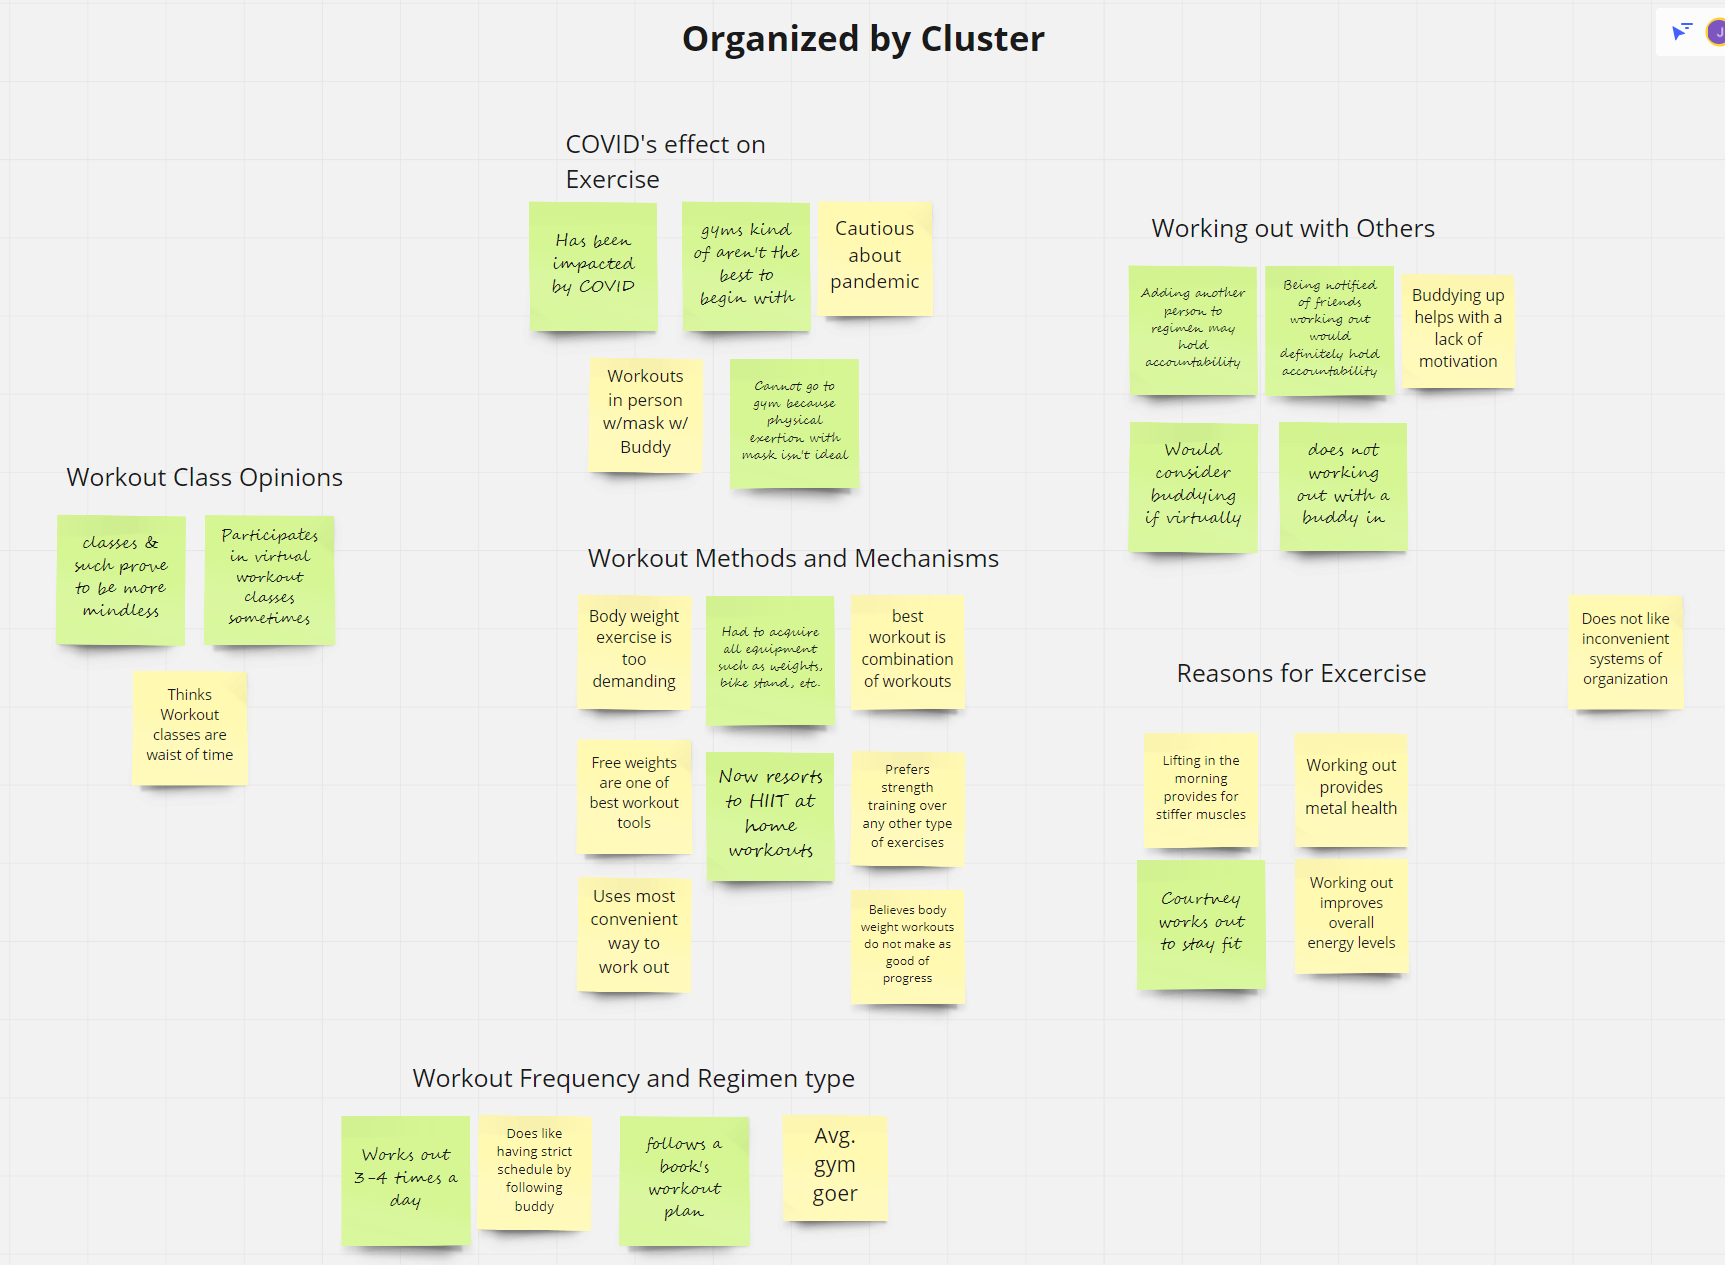 Organized by Cluster
J
COVID's effect on
Exercise
Has been
impacted
by COVID
gyms kind
of aren't the
best to
begin with
Cautious
about
pandemic
Workouts
in person
w/mask w/
Buddy
Cannot go to
gym because
physical
exertion with
mask isn't ideal
Working out with Others
Adding another
person to
regimen may
hold
accountability
Being notified
of friends
working out
would
definitely hold
accountability
Buddying up
helps with a
lack of
motivation
Would
consider
buddying
if virtually
does not
working
out with a
buddy in
Workout Class Opinions
classes &
such prove
to be more
mindless
Participates
in virtual
workout
classes
sometimes
Thinks
Workout
classes are
waist of time
Workout Methods and Mechanisms
Body weight
exercise is
too
demanding
Had to acquire
all equipment
such as weights,
bike stand, etc.
best
workout is
combination
of workouts
Free weights
are one of
best workout
tools
Now resorts
to HIIT at
home
workouts
Prefers
strength
training over
any other type
of exercises
Uses most
convenient
way to
work out
Believes body
weight workouts
do not make as
good of
progress
Does not like
inconvenient
systems of
organization
Reasons for Excercise
Lifting in the
morning
provides for
stiffer muscles
Working out
provides
metal health
Courtney
works out
to stay fit
Working out
improves
overall
energy levels
Workout Frequency and Regimen type
Works out
3-4 times a
day
Does like
having strict
schedule by
following
buddy
follows a
book's
workout
plan
Avg.
gym
goer